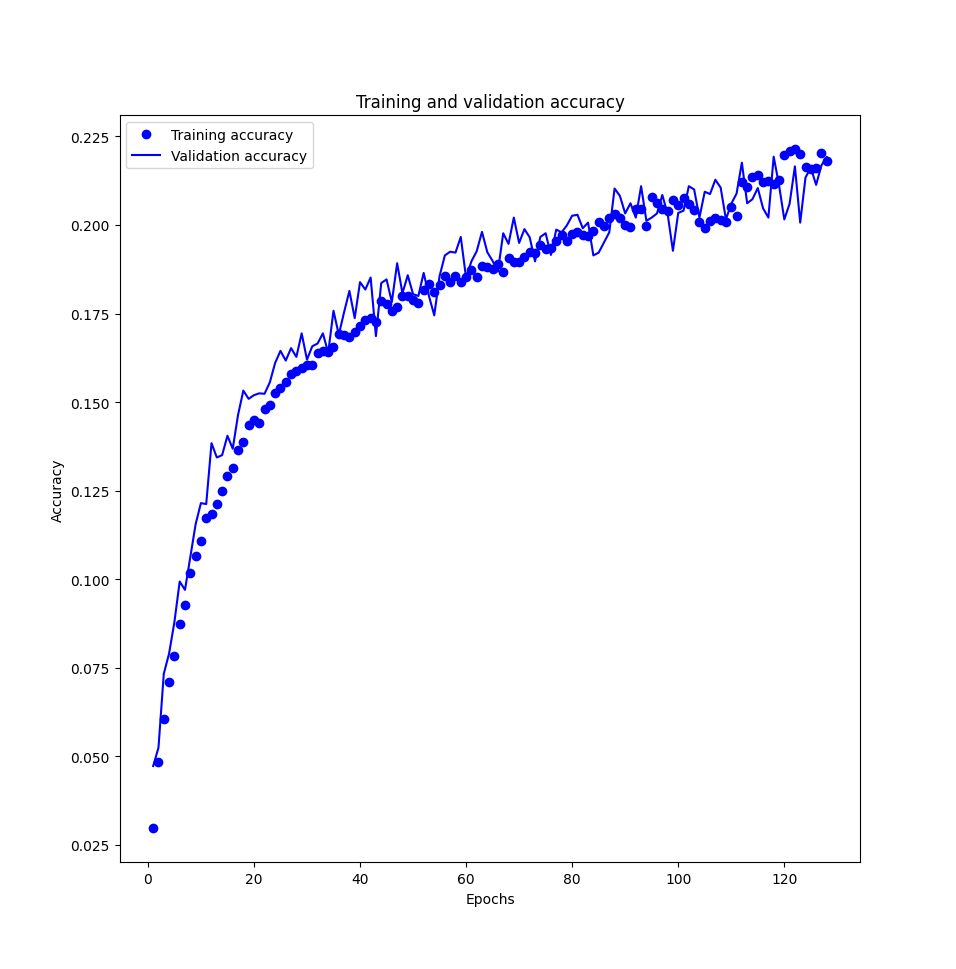 Training and validation accuracy
Training accuracy
Validation accuracy
0.225
0.200
0.175
0.150
0.125
0.100
0.075
0.050
0.025
Accuracy
0 20 40 60 80 100 120
Epochs